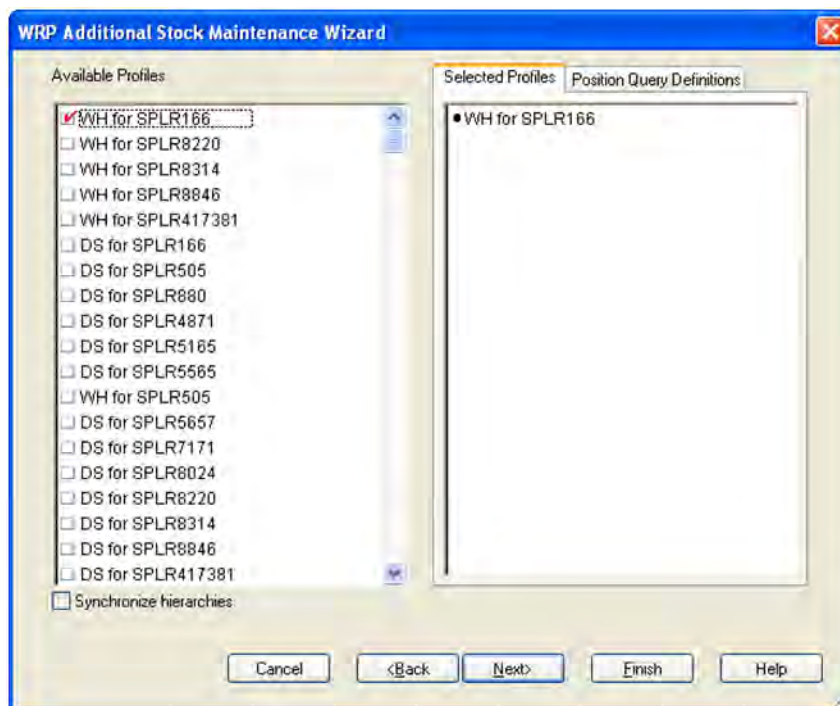 WRP Additional Stock Maintenance Wizard
Available Profiles
Selected Profiles
Position Query Definitions
WH for SPLR166
WH for SPLR8220
WH for SPLR8314
WH for SPLR8846
WH for SPLR417381
DS for SPLR166
DS for SPLR505
DS for SPLR880
DS for SPLR4871
DS for SPLR5165
DS for SPLR5565
WH for SPLR505
DS for SPLR5657
DS for SPLR7171
DS for SPLR8024
DS for SPLR8220
DS for SPLR8314
DS for SPLR8846
DS for SPLR417381
WH for SPLR166
Synchronize hierarchies
Cancel
<Back
Next>
Finish
Help